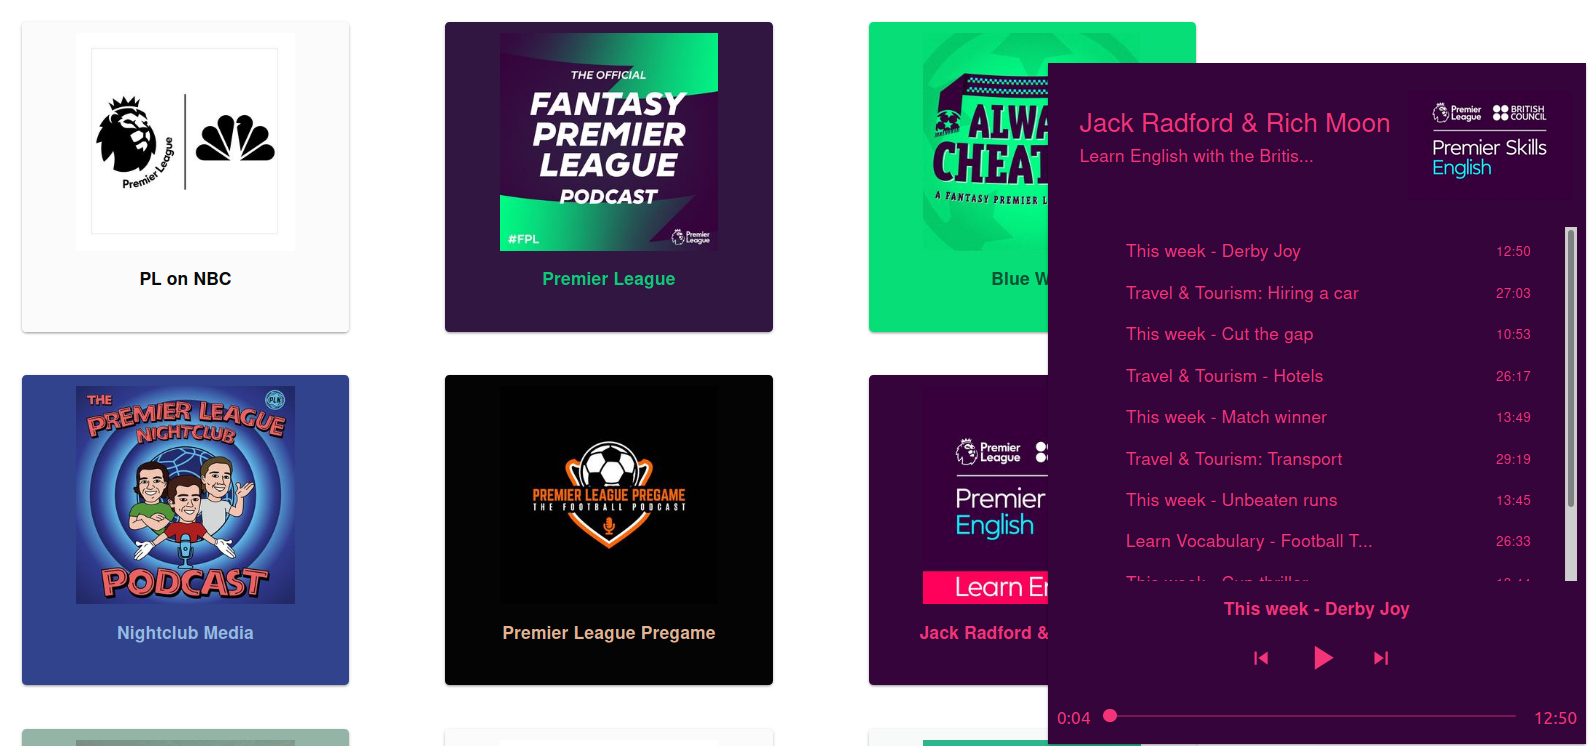 Premier League
PL on NBC
THE OFFICIAL
FANTASY
PREMIER
LEAGUE
PODCAST
#FPL
Premier
League
Premier League
ALWA
CHEAT
A FANTASY PREMIER L
Blue W
THE
PREMIER LEAGUE
NIGHTCLUB
PLN
PODCAST
Nightclub Media
PREMIER LEAGUE PREGAME
THE FOOTBALL PODCAST
Premier League Pregame
Premier
League
Premier
English
Learn
Jack Radford &
Jack Radford & Rich Moon
Learn English with the Britis...
Premier
League
BRITISH
COUNCIL
Premier Skills
English
This week - Derby Joy 12:50
Travel & Tourism: Hiring a car 27:03
This week - Cut the gap 10:53
Travel & Tourism - Hotels 26:17
This week - Match winner 13:49
Travel & Tourism: Transport 29:19
This week - Unbeaten runs 13:45
Learn Vocabulary - Football T... 26:33
This week - Cup thriller
This week - Derby Joy
0:04 12:50